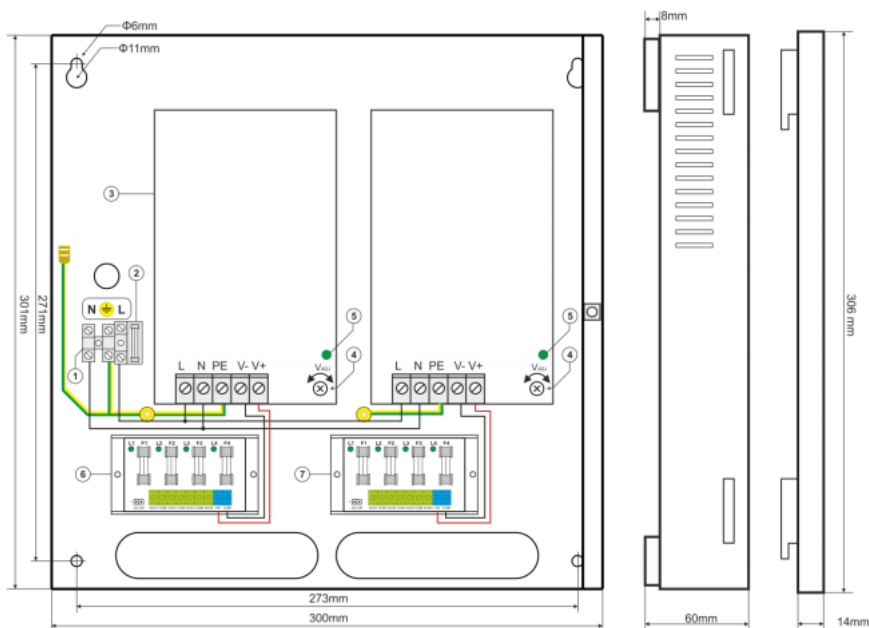 Φ6mm
Φ11mm
8mm
3
301mm
271mm
306 mm
2
N L
1
5
5
L N PE V- V+
VADJ
+
4
L N PE V- V+
VADJ
+
4
L1 F1 L2 F2 L3 F3 L4 F4
6
L1 F1 L2 F2 L3 F3 L4 F4
7
273mm
300mm
60mm
14mm